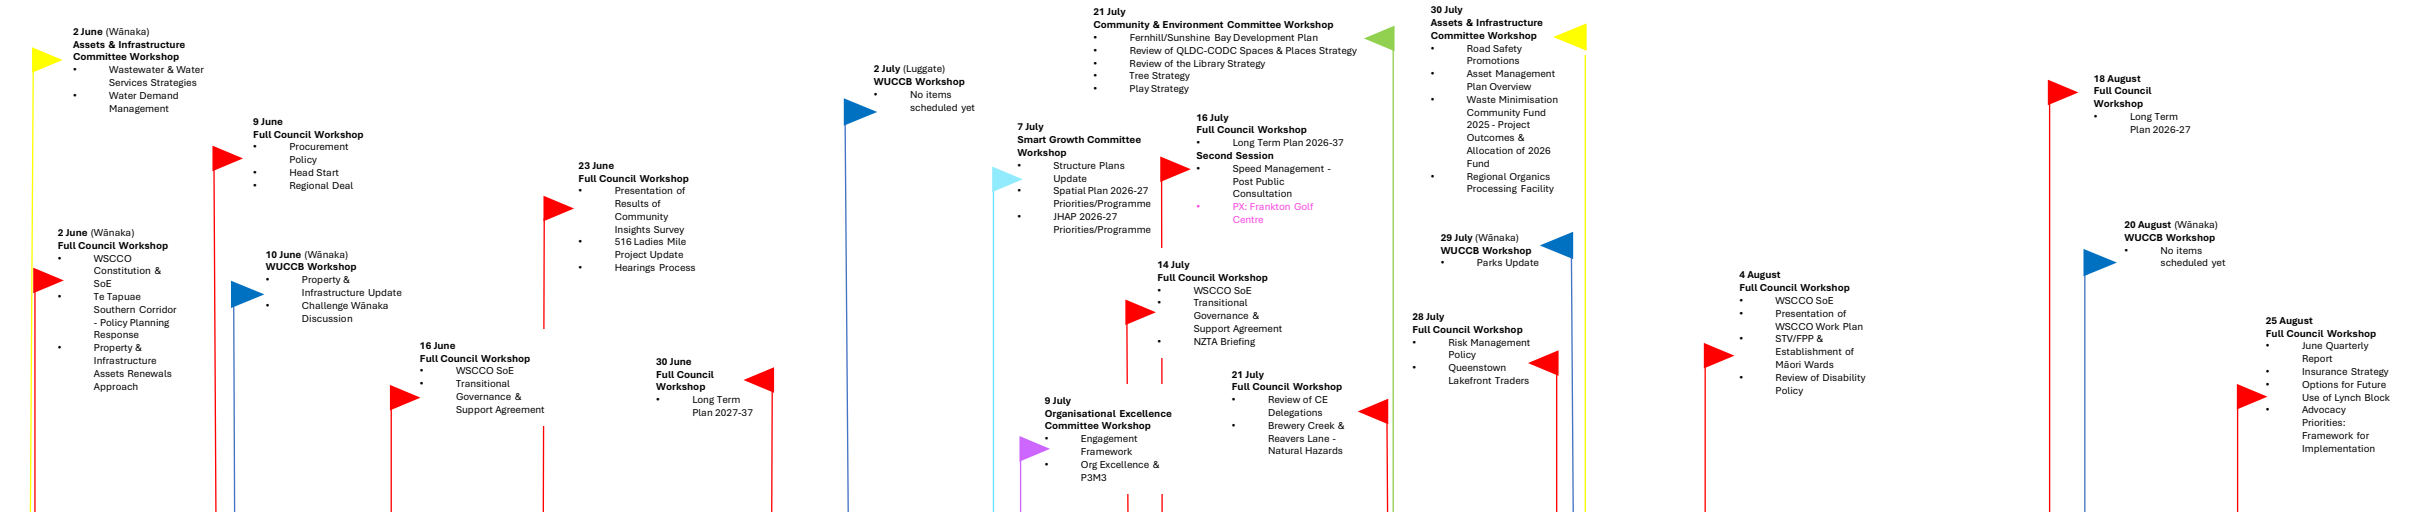 2 June (Wānaka)
Assets & Infrastructure
Committee Workshop
• Wastewater & Water
Services Strategies
• Water Demand
Management
2 June (Wānaka)
Full Council Workshop
• WSCCO
Constitution &
SoE
• Te Tapuae
Southern Corridor
- Policy Planning
Response
• Property &
Infrastructure
Assets Renewals
Approach
9 June
Full Council Workshop
• Procurement
Policy
• Head Start
• Regional Deal
10 June (Wānaka)
WUCCB Workshop
• Property &
Infrastructure Update
• Challenge Wānaka
Discussion
16 June
Full Council Workshop
• WSCCO SoE
• Transitional
Governance &
Support Agreement
23 June
Full Council Workshop
• Presentation of
Results of
Community
Insights Survey
• 516 Ladies Mile
Project Update
• Hearings Process
30 June
Full Council
Workshop
• Long Term
Plan 2027-37
2 July (Luggate)
WUCCB Workshop
• No items
scheduled yet
7 July
Smart Growth Committee
Workshop
• Structure Plans
Update
• Spatial Plan 2026-27
Priorities/Programme
• JHAP 2026-27
Priorities/Programme
9 July
Organisational Excellence
Committee Workshop
• Engagement
Framework
• Org Excellence &
P3M3
14 July
Full Council Workshop
• WSCCO SoE
• Transitional
Governance &
Support Agreement
• NZTA Briefing
16 July
Full Council Workshop
• Long Term Plan 2026-37
Second Session
• Speed Management -
Post Public
Consultation
• PX: Frankton Golf
Centre
21 July
Community & Environment Committee Workshop
• Fernhill/Sunshine Bay Development Plan
• Review of QLDC-CODC Spaces & Places Strategy
• Review of the Library Strategy
• Tree Strategy
• Play Strategy
21 July
Full Council Workshop
• Review of CE
Delegations
• Brewery Creek &
Reavers Lane -
Natural Hazards
28 July
Full Council Workshop
• Risk Management
Policy
• Queenstown
Lakefront Traders
29 July (Wānaka)
WUCCB Workshop
• Parks Update
30 July
Assets & Infrastructure
Committee Workshop
• Road Safety
Promotions
• Asset Management
Plan Overview
• Waste Minimisation
Community Fund
2025 - Project
Outcomes &
Allocation of 2026
Fund
• Regional Organics
Processing Facility
4 August
Full Council Workshop
• WSCCO SoE
• Presentation of
WSCCO Work Plan
• STV/FPP &
Establishment of
Māori Wards
• Review of Disability
Policy
18 August
Full Council
Workshop
• Long Term
Plan 2026-27
20 August (Wānaka)
WUCCB Workshop
• No items
scheduled yet
25 August
Full Council Workshop
• June Quarterly
Report
• Insurance Strategy
• Options for Future
Use of Lynch Block
• Advocacy
Priorities:
Framework for
Implementation